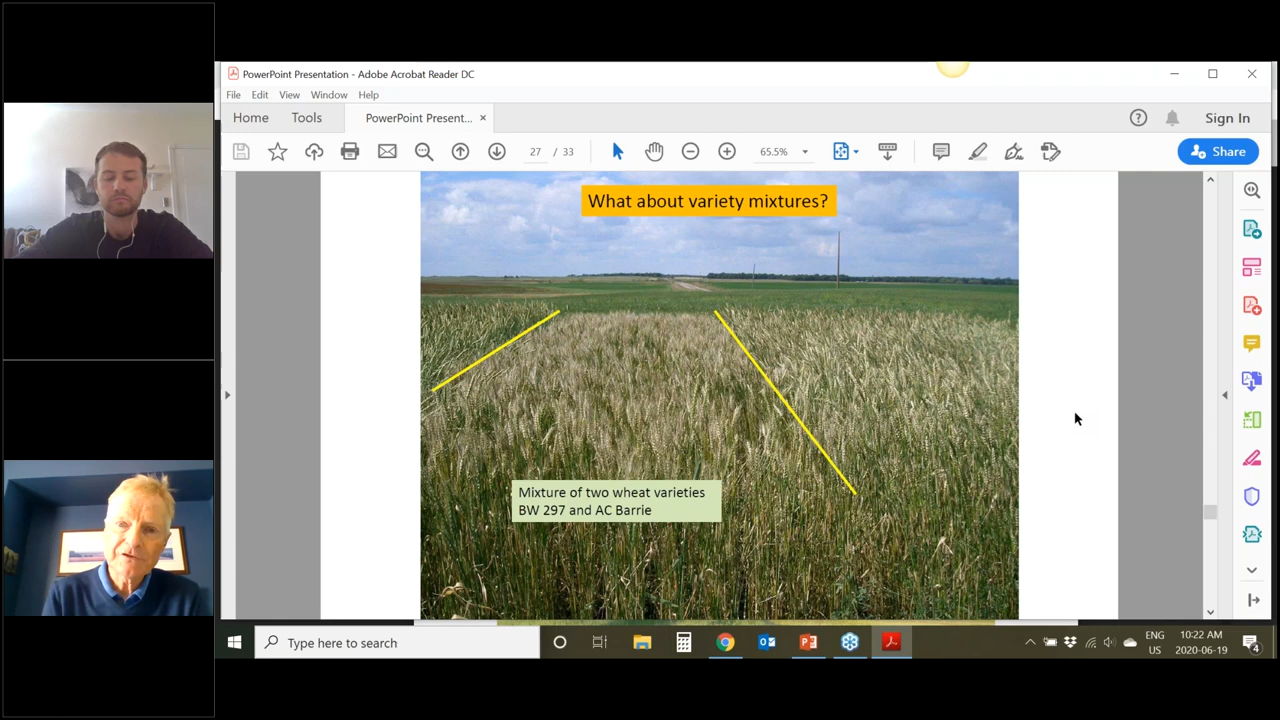 PowerPoint Presentation - Adobe Acrobat Reader DC
File Edit View Window Help
Home Tools PowerPoint Present... × Sign In
27 / 33 65.5% Share
What about variety mixtures?
Mixture of two wheat varieties
BW 297 and AC Barrie
Type here to search
ENG
US
10:22 AM
2020-06-19
4